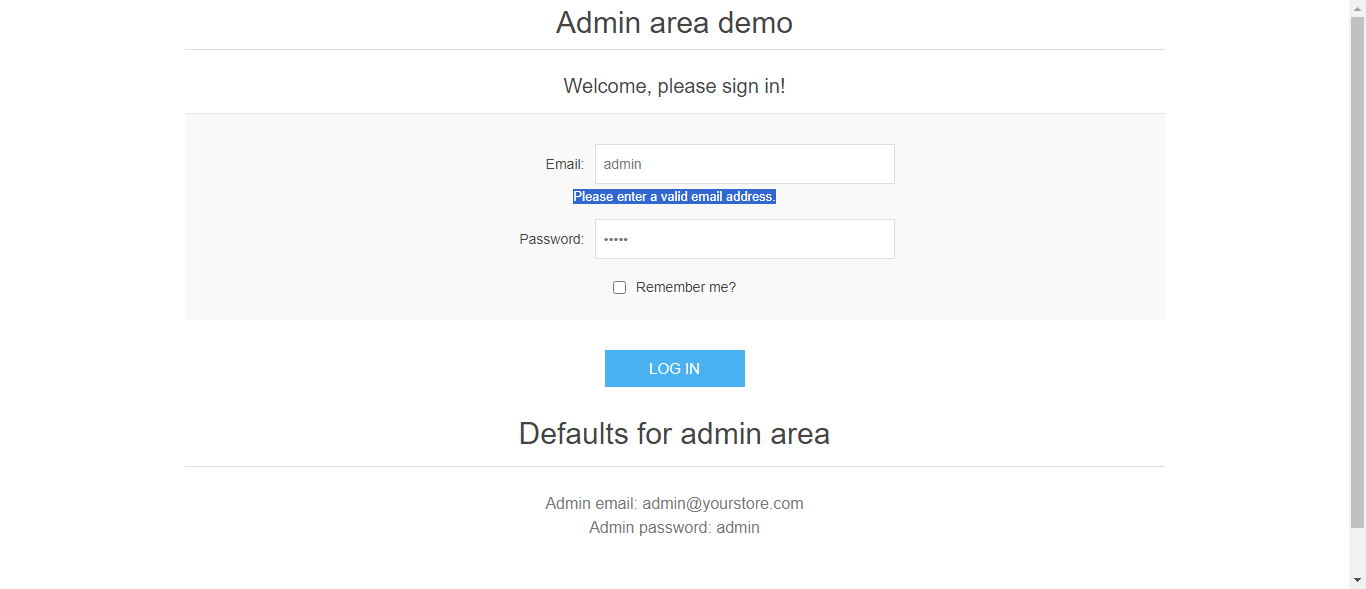 Admin area demo
Welcome, please sign in!
Email: admin
Please enter a valid email address.
Password: •••••
Remember me?
LOG IN
Defaults for admin area
Admin email: admin@yourstore.com
Admin password: admin